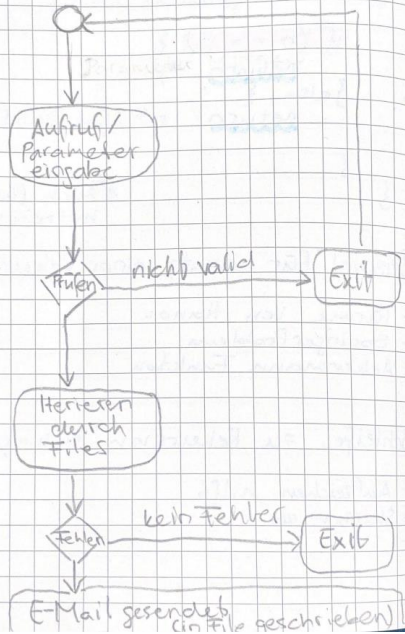 Aufruf/
Parameter
eingabe
Prüfen
nicht valid
Exit
Iterieren
durch
Files
Fehler
kein Fehler
Exit
E-Mail gesendet
(in File geschrieben)